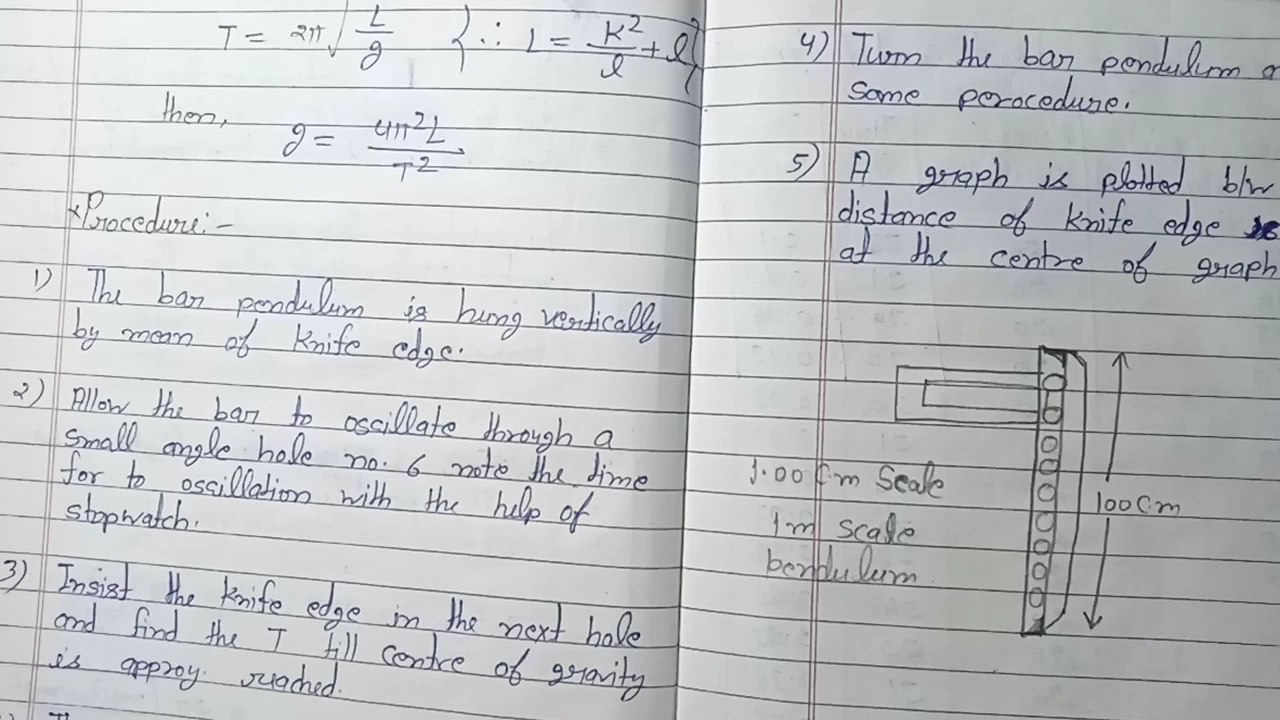 T = 2π√L/g { ∴ L = K²/l + l}
then, g = 4π²L/T²
*Procedure:-
1) The bar pendulum is hung vertically
by mean of knife edge.
2) Allow the bar to oscillate through a
small angle hole no. 6 note the time
for to oscillation with the help of
stopwatch.
3) Insist the knife edge in the next hole
and find the T till centre of gravity
is approy. reached.
4) Turn the bar pendulum
same perocedure.
5) A graph is plotted b/w
distance of knife edge
at the centre of graph
1.00 Cm Scale
1m scale
bendulum
100Cm